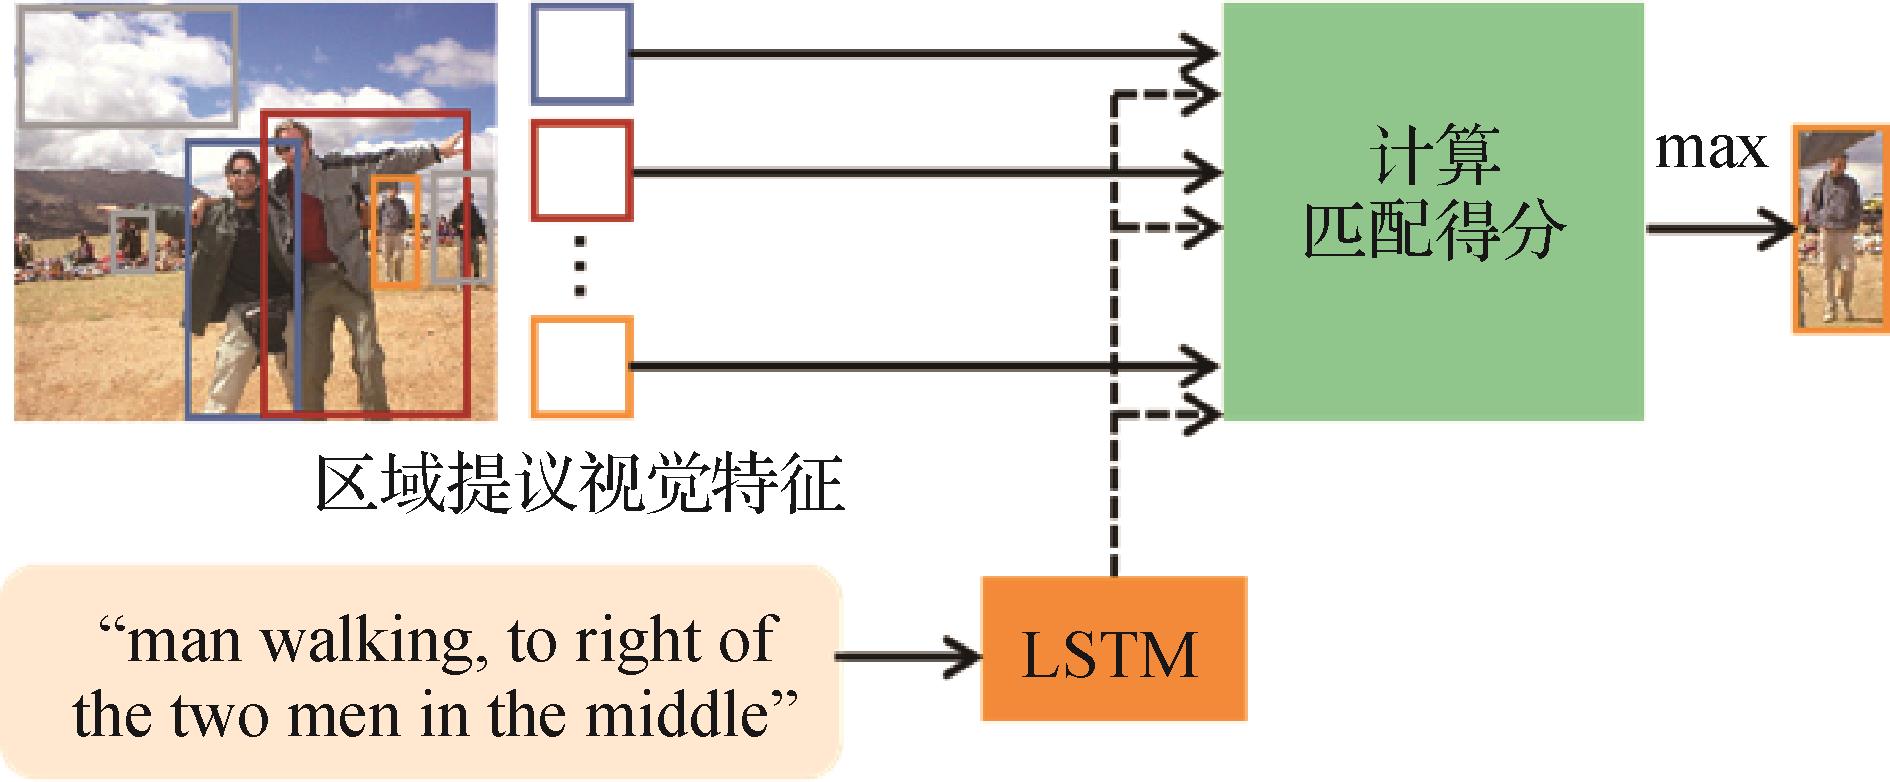 计算
匹配得分
max
区域提议视觉特征
“man walking, to right of
the two men in the middle”
LSTM